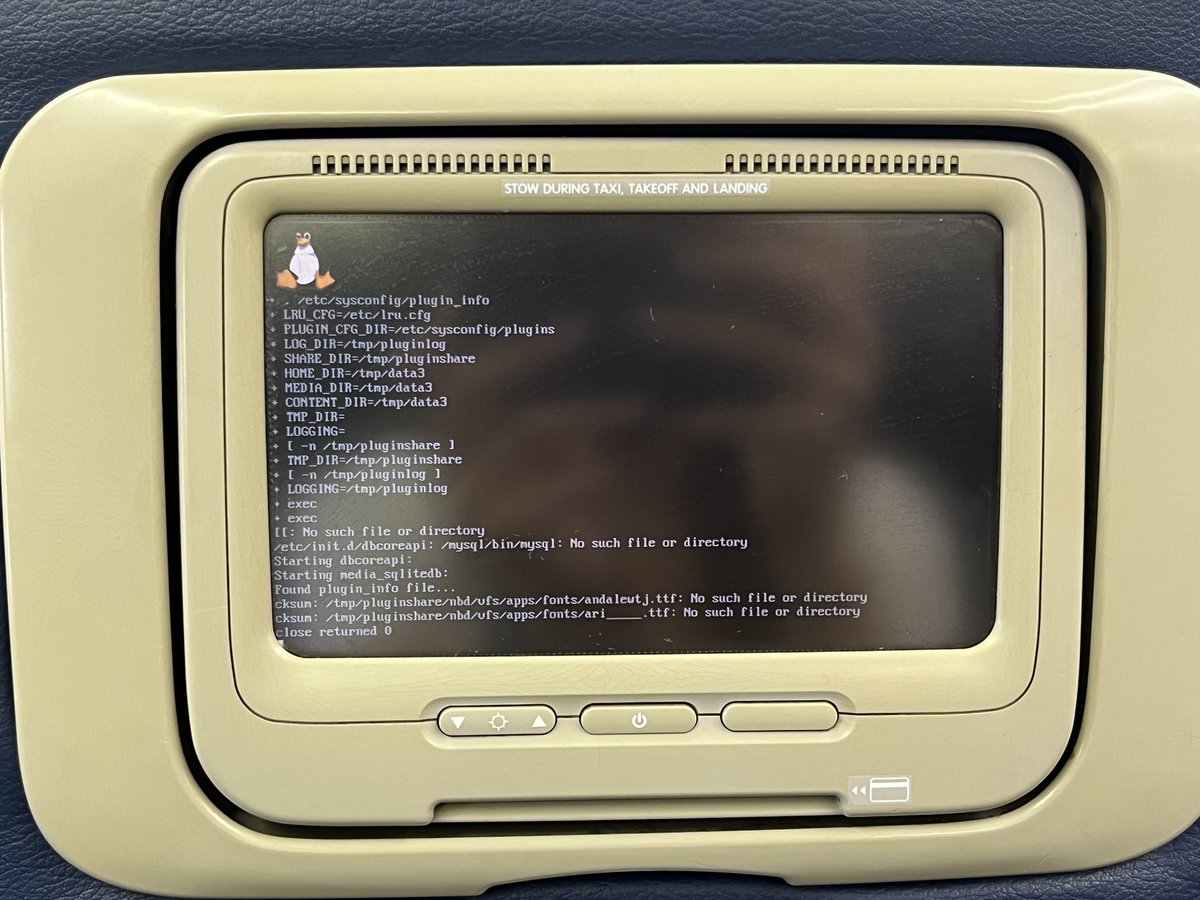 STOW DURING TAXI, TAKEOFF AND LANDING
+ . /etc/sysconfig/plugin_info
+ LRU_CFG=/etc/lru.cfg
+ PLUGIN_CFG_DIR=/etc/sysconfig/plugins
+ LOG_DIR=/tmp/pluginlog
+ SHARE_DIR=/tmp/pluginshare
+ HOME_DIR=/tmp/data3
+ MEDIA_DIR=/tmp/data3
+ CONTENT_DIR=/tmp/data3
+ TMP_DIR=
+ LOGGING=
+ [ -n /tmp/pluginshare ]
+ TMP_DIR=/tmp/pluginshare
+ [ -n /tmp/pluginlog ]
+ LOGGING=/tmp/pluginlog
+ exec
+ exec
[[: No such file or directory
/etc/init.d/dbcoreapi: /mysql/bin/mysql: No such file or directory
Starting dbcoreapi:
Starting media_sqlitedb:
Found plugin_info file...
cksum: /tmp/pluginshare/nbd/vfs/apps/fonts/andalewtj.ttf: No such file or directory
cksum: /tmp/pluginshare/nbd/vfs/apps/fonts/ari_____.ttf: No such file or directory
close returned 0